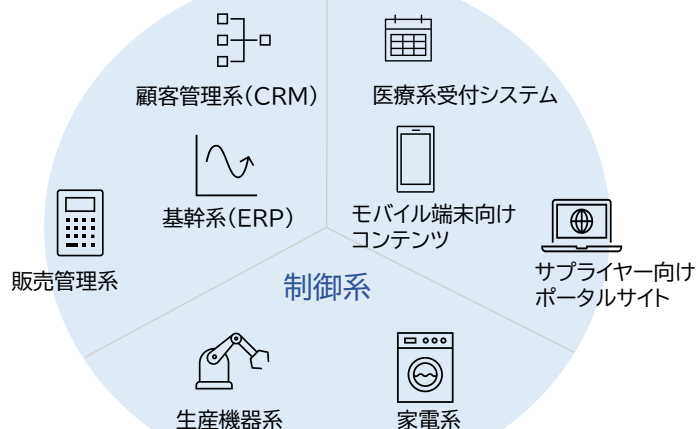 顧客管理系(CRM)
医療系受付システム
基幹系(ERP)
モバイル端末向け
コンテンツ
販売管理系
サプライヤー向け
ポータルサイト
制御系
生産機器系
家電系